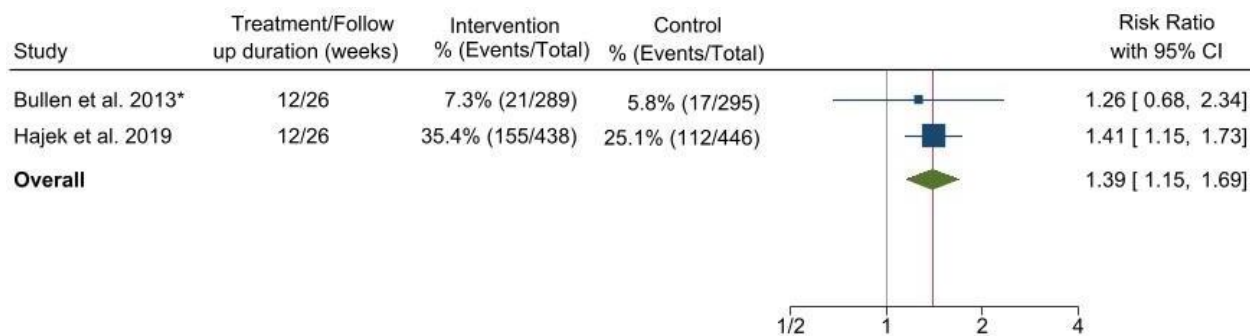 Study Treatment/Follow up duration (weeks) Intervention % (Events/Total) Control % (Events/Total) Risk Ratio with 95% CI
Bullen et al. 2013* 12/26 7.3% (21/289) 5.8% (17/295) 1.26 [ 0.68, 2.34]
Hajek et al. 2019 12/26 35.4% (155/438) 25.1% (112/446) 1.41 [ 1.15, 1.73]
Overall 1.39 [ 1.15, 1.69]
1/2 1 2 4